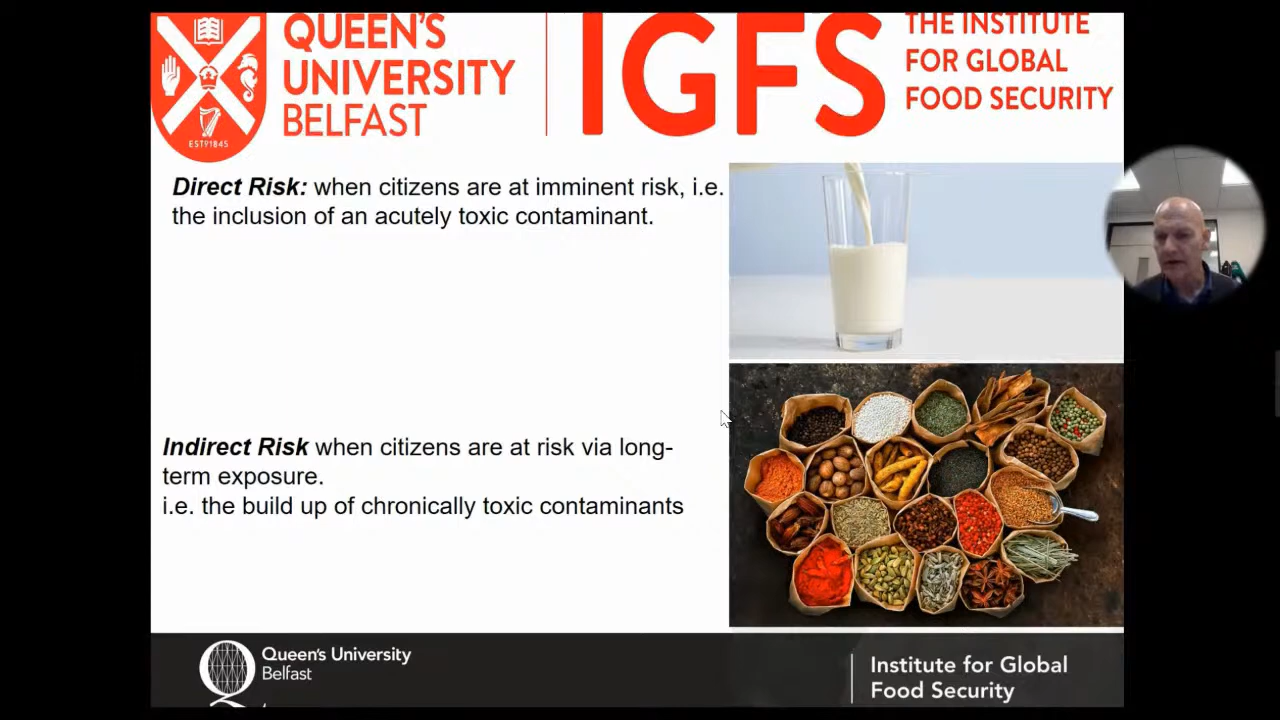 QUEEN'S
UNIVERSITY
BELFAST
EST 1845
IGFS
THE INSTITUTE
FOR GLOBAL
FOOD SECURITY
Direct Risk: when citizens are at imminent risk, i.e.
the inclusion of an acutely toxic contaminant.
Indirect Risk when citizens are at risk via long-
term exposure.
i.e. the build up of chronically toxic contaminants
Queen's University
Belfast
Institute for Global
Food Security